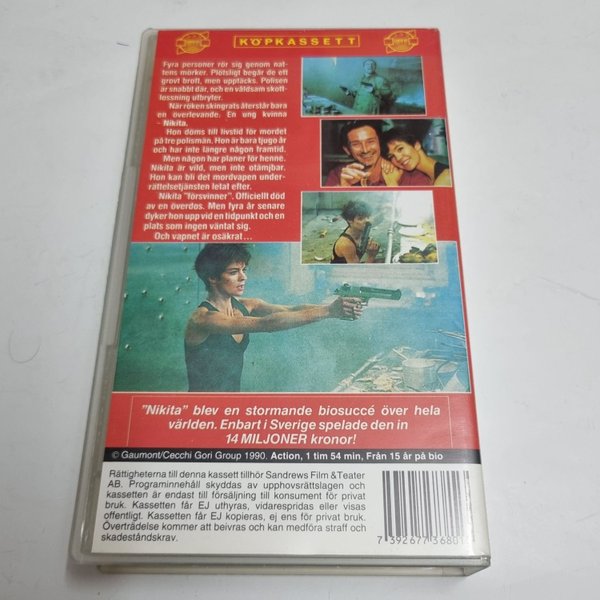 KÖPKASSETT
Fyra personer rör sig genom nat-
tens mörker. Plötsligt begår de ett
grovt brott, men upptäcks. Polisen
är snabbt där, och en våldsam skott-
lossning utbryter.
När röken skingrats återstår bara
en överlevande. En ung kvinna
- Nikita.
Hon döms till livstid för mordet
på tre polismän. Hon är bara tjugo år
och har inte längre någon framtid.
Men någon har planer för henne.
Nikita är vild, men inte otämjbar.
Hon kan bli det mordvapen under-
rättelsetjänsten letat efter.
Nikita "försvinner". Officiellt död
av en överdos. Men fyra år senare
dyker hon upp vid en tidpunkt och en
plats som ingen väntat sig.
Och vapnet är osäkrat...
"Nikita" blev en stormande biosuccé över hela
världen. Enbart i Sverige spelade den in
14 MILJONER kronor!
© Gaumont/Cecchi Gori Group 1990. Action, 1 tim 54 min, Från 15 år på bio
Rättigheterna till denna kassett tillhör Sandrews Film & Teater
AB. Programinnehåll skyddas av upphovsrättslagen och
kassetten är endast till försäljning till konsument för privat
bruk. Kassetten får EJ uthyras, vidarespridas eller visas
offentligt. Kassetten får EJ kopieras, ej ens för privat bruk.
Överträdelse kommer att beivras och kan medföra straff och
skadeståndskrav.
7 392677 36801